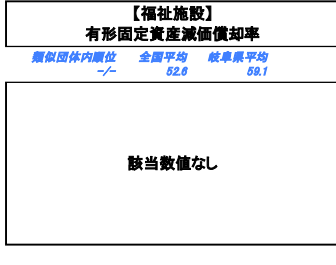 【福祉施設】
有形固定資産減価償却率
類似団体内順位 全国平均 岐阜県平均
-/- 52.6 59.1
該当数値なし